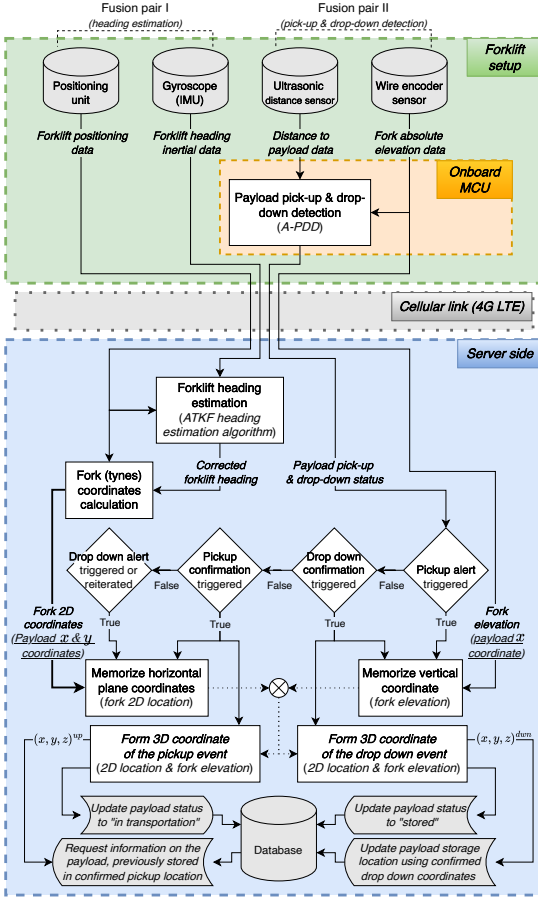 Fusion pair I
(heading estimation)
Fusion pair II
(pick-up & drop-down detection)
Forklift
setup
Positioning
unit
Gyroscope
(IMU)
Ultrasonic
distance sensor
Wire encoder
sensor
Forklift positioning
data
Forklift heading
inertial data
Distance to
payload data
Fork absolute
elevation data
Onboard
MCU
Payload pick-up & drop-
down detection
(A-PDD)
Cellular link (4G LTE)
Server side
Forklift heading
estimation
(ATKF heading
estimation algorithm)
Corrected
forklift heading
Payload pick-up
& drop-down status
Fork (tynes)
coordinates
calculation
Drop down alert
triggered or
reiterated
Pickup
confirmation
triggered
Drop down
confirmation
triggered
Pickup alert
triggered
False
False
False
True
True
True
True
Fork 2D
coordinates
(Payload x & y
coordinates)
Fork
elevation
(payload x
coordinate)
Memorize horizontal
plane coordinates
(fork 2D location)
Memorize vertical
coordinate
(fork elevation)
(x, y, z)^up
Form 3D coordinate
of the pickup event
(2D location & fork elevation)
Form 3D coordinate
of the drop down event
(2D location & fork elevation)
(x, y, z)^dwn
Update payload status
to "in transportation"
Update payload status
to "stored"
Database
Request information on the
payload, previously stored
in confirmed pickup location
Update payload storage
location using confirmed
drop down coordinates